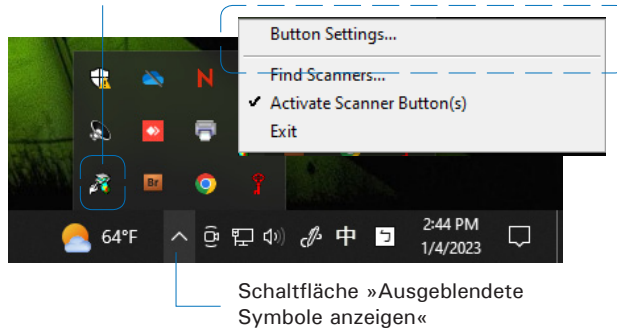 Button Settings...
Find Scanners...
Activate Scanner Button(s)
Exit
N
Br
64°F
中
ㄅ
2:44 PM
1/4/2023
Schaltfläche »Ausgeblendete
Symbole anzeigen«